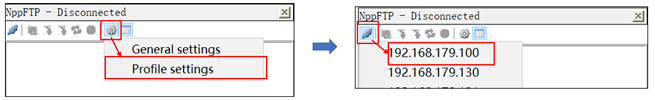 NppFTP - Disconnected
General settings
Profile settings
NppFTP - Disconnected
192.168.179.100
192.168.179.130